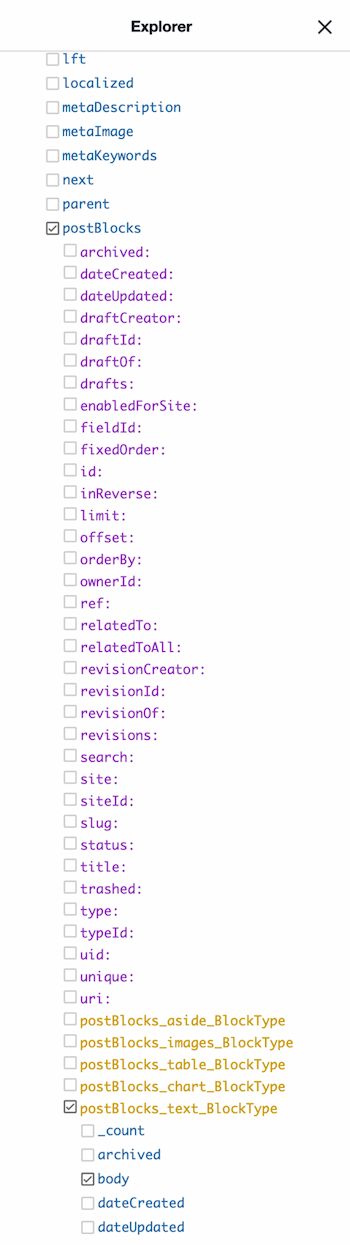 Explorer
lft
localized
metaDescription
metaImage
metaKeywords
next
parent
postBlocks
archived:
dateCreated:
dateUpdated:
draftCreator:
draftId:
draftOf:
drafts:
enabledForSite:
fieldId:
fixedOrder:
id:
inReverse:
limit:
offset:
orderBy:
ownerId:
ref:
relatedTo:
relatedToAll:
revisionCreator:
revisionId:
revisionOf:
revisions:
search:
site:
siteId:
slug:
status:
title:
trashed:
type:
typeId:
uid:
unique:
uri:
postBlocks_aside_BlockType
postBlocks_images_BlockType
postBlocks_table_BlockType
postBlocks_chart_BlockType
postBlocks_text_BlockType
_count
archived
body
dateCreated
dateUpdated